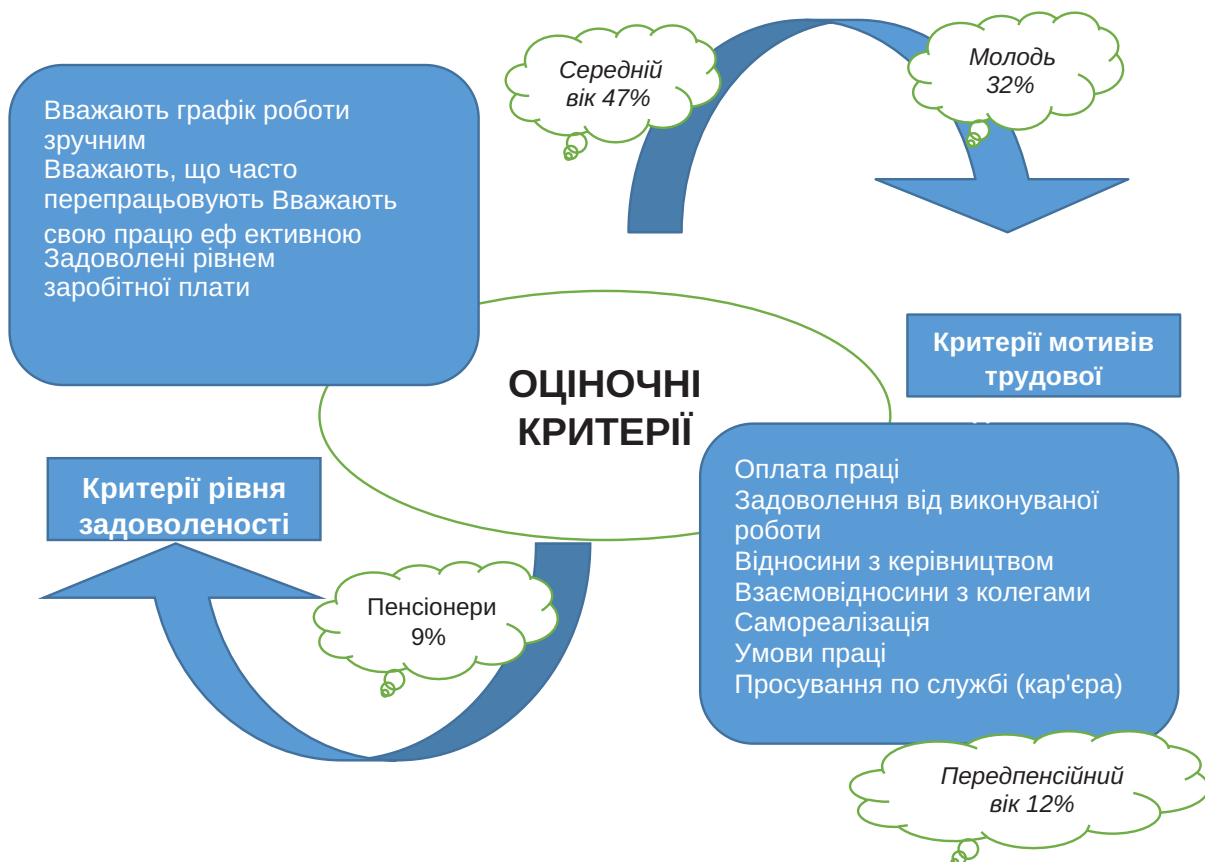 Середній
вік 47%
Молодь
32%
Вважають графік роботи
зручним
Вважають, що часто
перепрацьовують Вважають
свою працю еф ективною
Задоволені рівнем
заробітної плати
ОЦІНОЧНІ
КРИТЕРІЇ
Критерії мотивів
трудової
Критерії рівня
задоволеності
Оплата праці
Задоволення від виконуваної
роботи
Відносини з керівництвом
Взаємовідносини з колегами
Самореалізація
Умови праці
Просування по службі (кар'єра)
Пенсіонери
9%
Передпенсійний
вік 12%